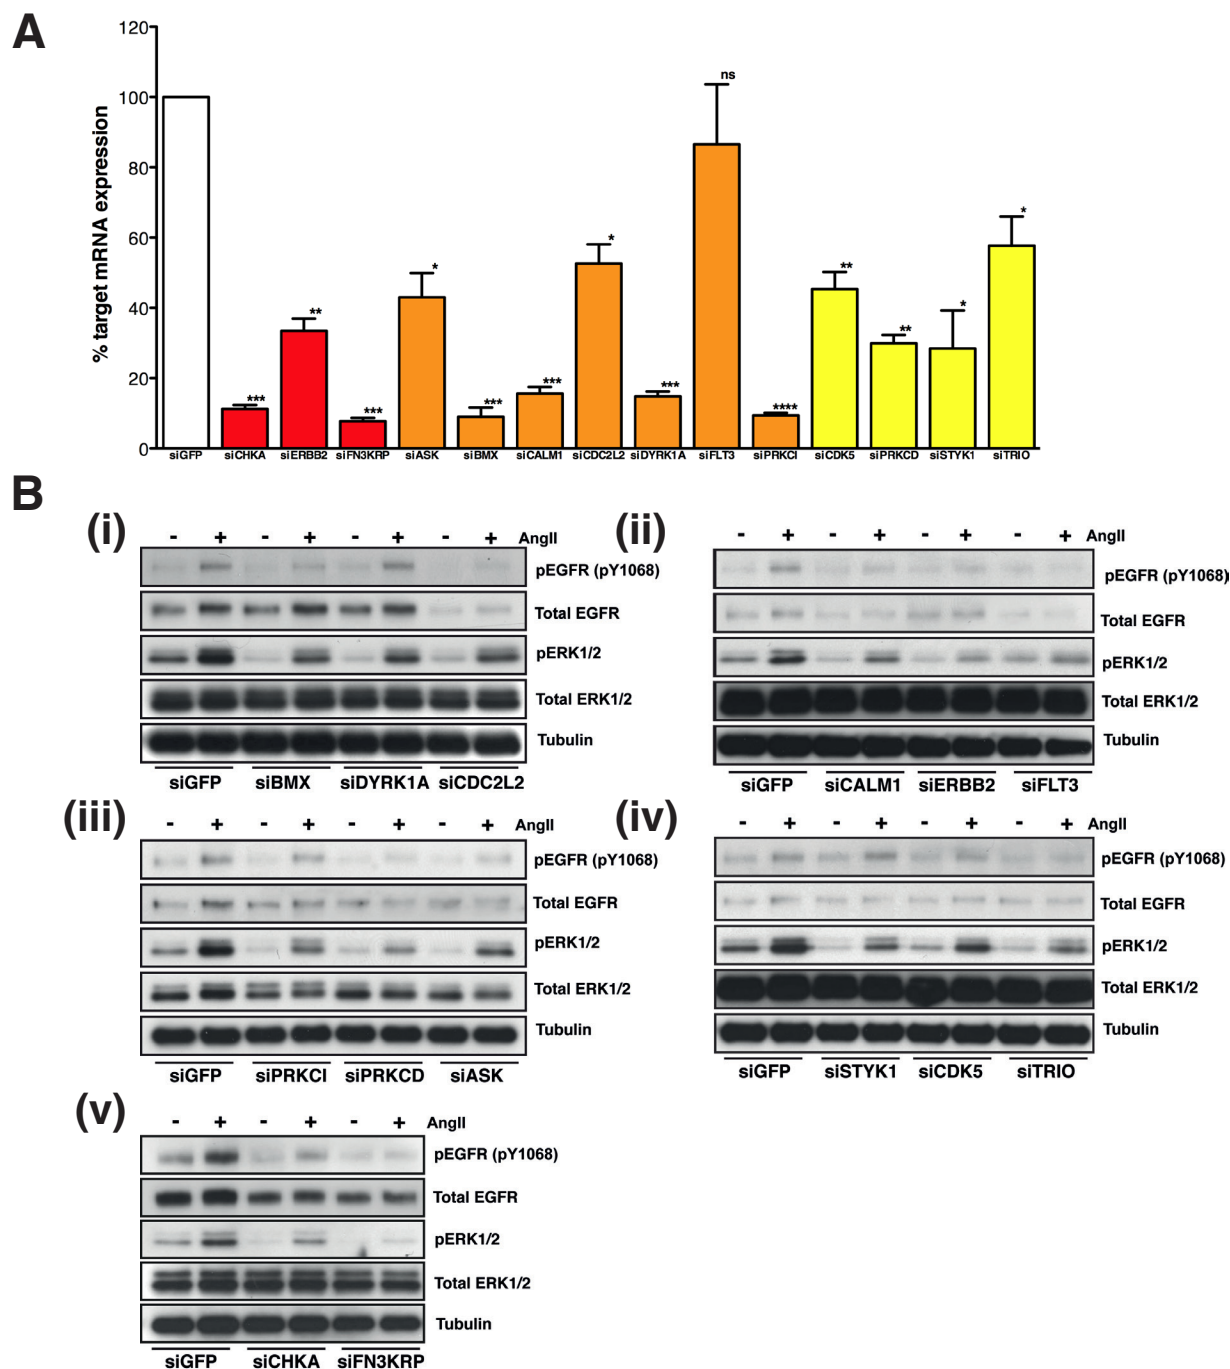 A
% target mRNA expression
120
100
80
60
40
20
0
*** ** *** * *** *** * *** ns **** ** ** * *
siGFP siCHKA siERBB2 siFN3KRP siASK siBMX siCALM1 siCDC2L2 siDYRK1A siFLT3 siPRKCI siCDK5 siPRKCD siSTYK1 siTRIO
B
(i)
- + - + - + - + AngII
pEGFR (pY1068)
Total EGFR
pERK1/2
Total ERK1/2
Tubulin
siGFP siBMX siDYRK1A siCDC2L2
(ii)
- + - + - + - + AngII
pEGFR (pY1068)
Total EGFR
pERK1/2
Total ERK1/2
Tubulin
siGFP siCALM1 siERBB2 siFLT3
(iii)
- + - + - + - + AngII
pEGFR (pY1068)
Total EGFR
pERK1/2
Total ERK1/2
Tubulin
siGFP siPRKCI siPRKCD siASK
(iv)
- + - + - + - + AngII
pEGFR (pY1068)
Total EGFR
pERK1/2
Total ERK1/2
Tubulin
siGFP siSTYK1 siCDK5 siTRIO
(v)
- + - + - + AngII
pEGFR (pY1068)
Total EGFR
pERK1/2
Total ERK1/2
Tubulin
siGFP siCHKA siFN3KRP